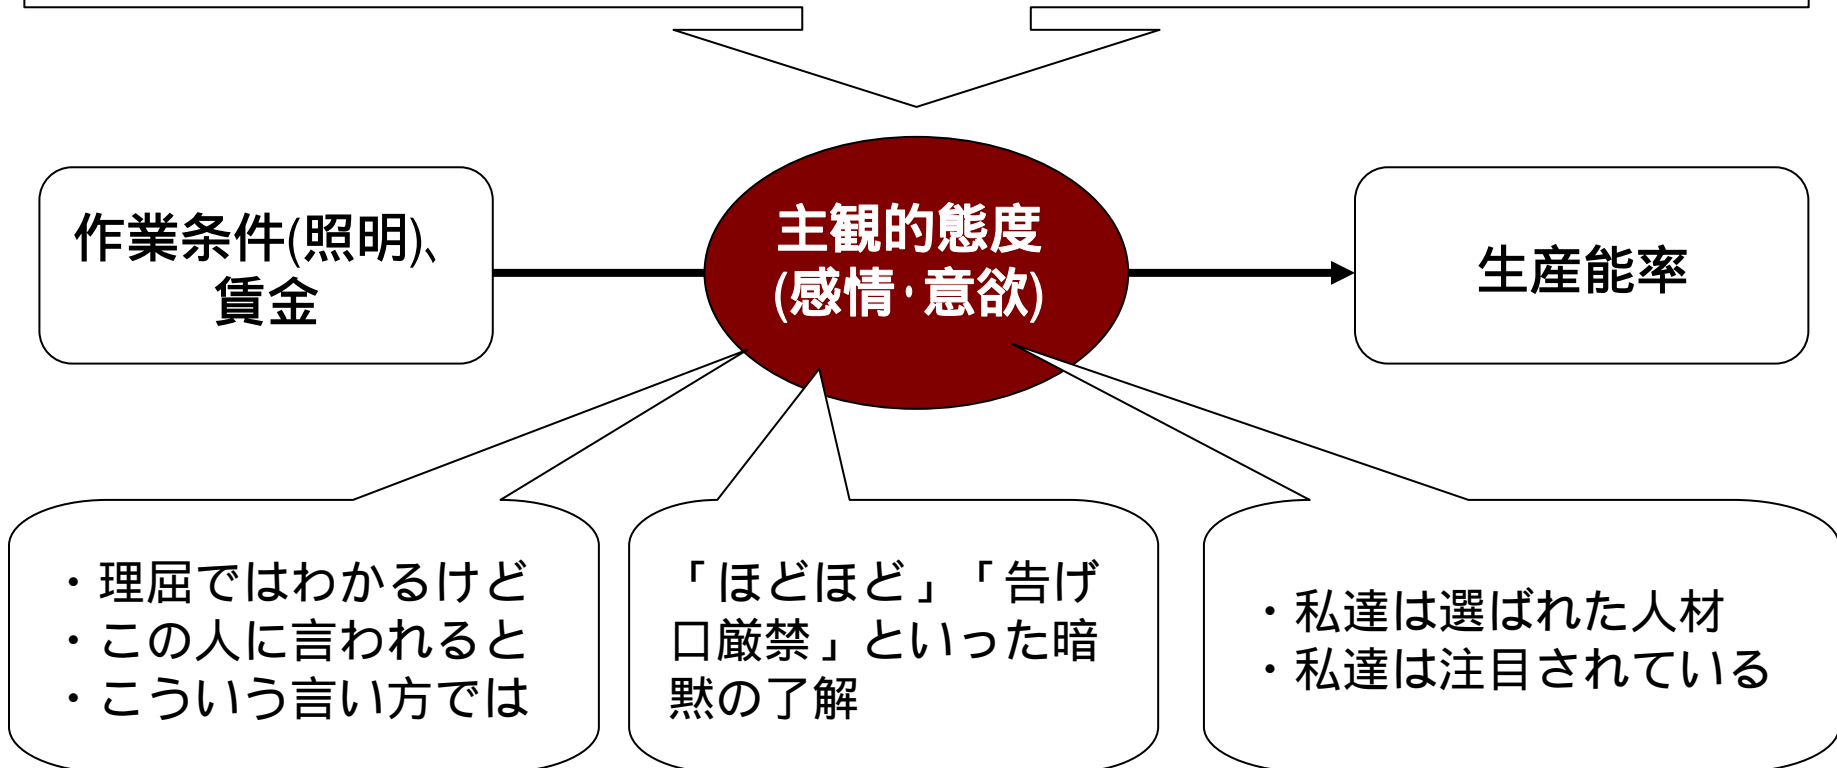 作業条件(照明)、
賃金
主観的態度
(感情・意欲)
生産能率
・理屈ではわかるけど
・この人に言われると
・こういう言い方では
「ほどほど」「告げ
口厳禁」といった暗
黙の了解
・私達は選ばれた人材
・私達は注目されている